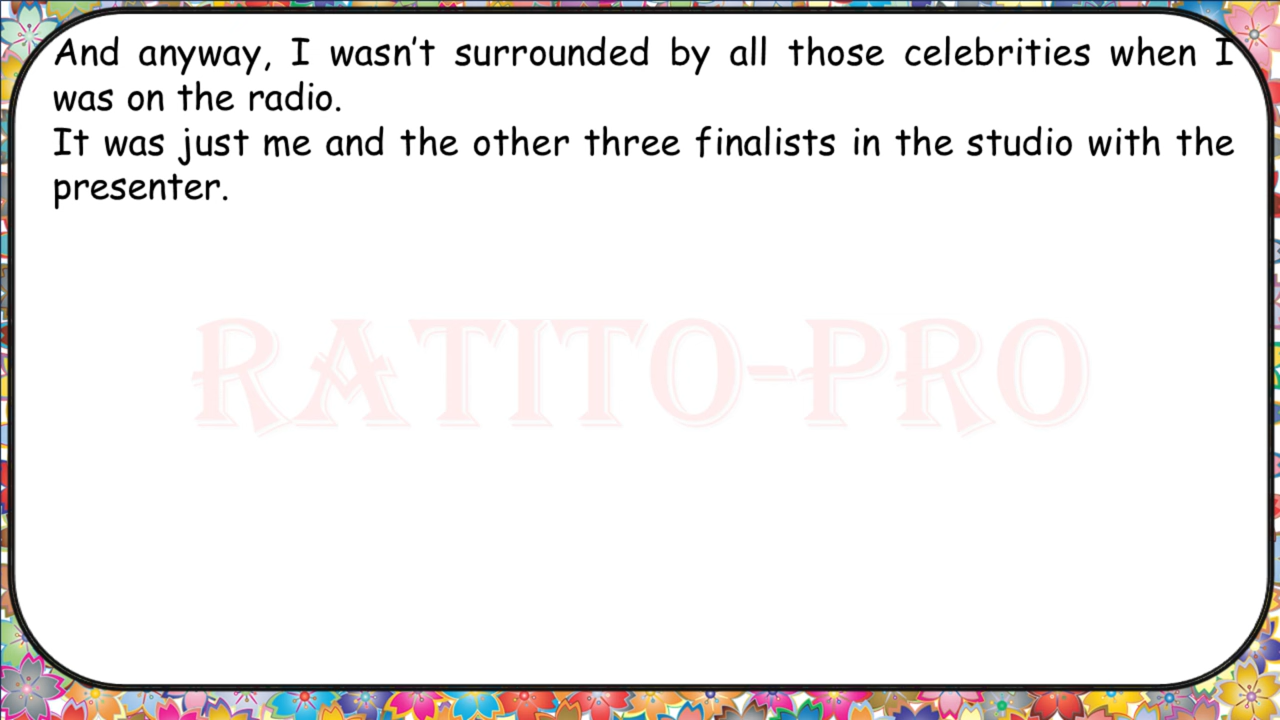 And anyway, I wasn't surrounded by all those celebrities when I
was on the radio.
It was just me and the other three finalists in the studio with the
presenter.
RATITO-PRO